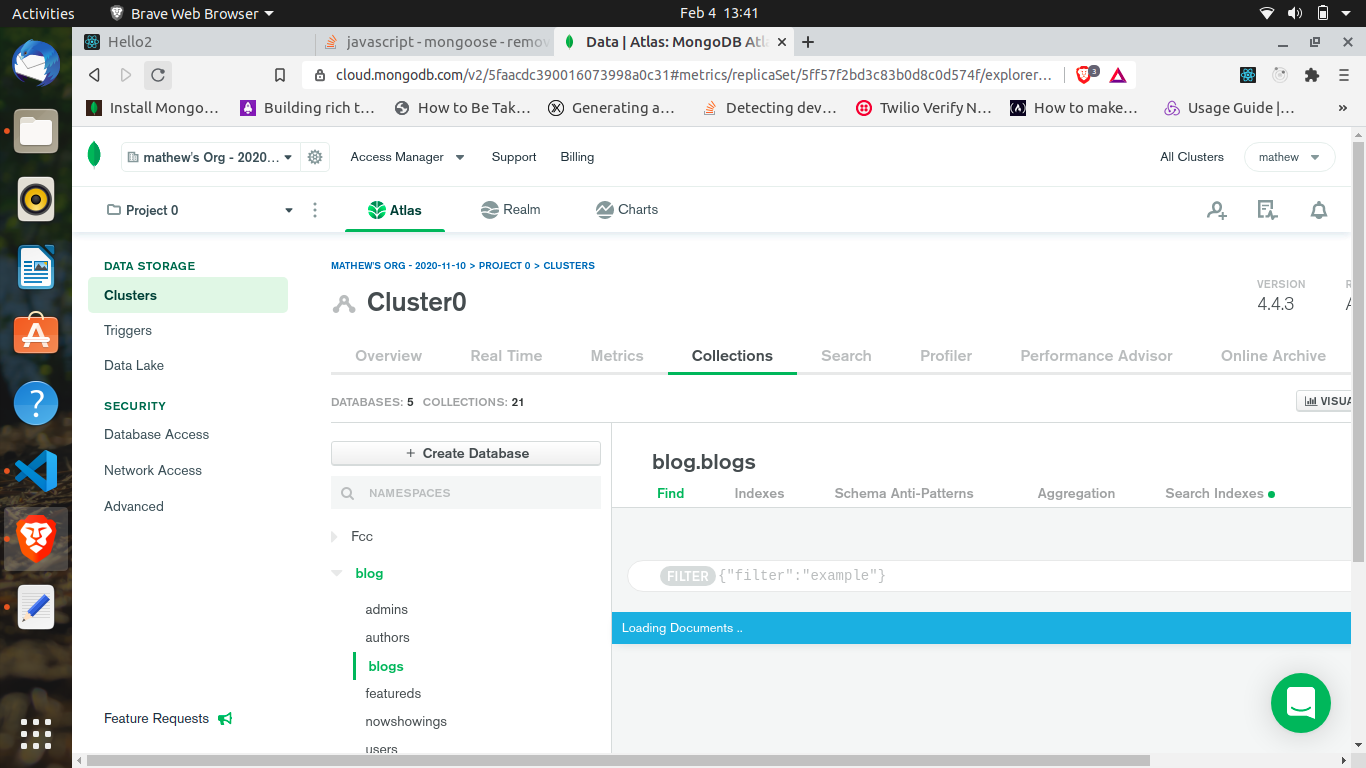 Activities
Brave Web Browser
Feb 4 13:41
Hello2
javascript - mongoose - remov
Data | Atlas: MongoDB Atl
cloud.mongodb.com/v2/5faacdc390016073998a0c31#metrics/replicaSet/5ff57f2bd3c83b0d8c0d574f/explorer...
3
Install Mongo...
Building rich t...
How to Be Tak...
Generating a...
Detecting dev...
Twilio Verify N...
How to make...
Usage Guide |...
»
mathew's Org - 2020...
Access Manager
Support
Billing
All Clusters
mathew
Project 0
Atlas
Realm
Charts
DATA STORAGE
Clusters
Triggers
Data Lake
SECURITY
Database Access
Network Access
Advanced
Feature Requests
MATHEW'S ORG - 2020-11-10 > PROJECT 0 > CLUSTERS
Cluster0
VERSION
4.4.3
Overview
Real Time
Metrics
Collections
Search
Profiler
Performance Advisor
Online Archive
DATABASES: 5 COLLECTIONS: 21
VISUA
+ Create Database
NAMESPACES
Fcc
blog
admins
authors
blogs
featureds
nowshowings
users
blog.blogs
Find
Indexes
Schema Anti-Patterns
Aggregation
Search Indexes
FILTER {"filter":"example"}
Loading Documents ..